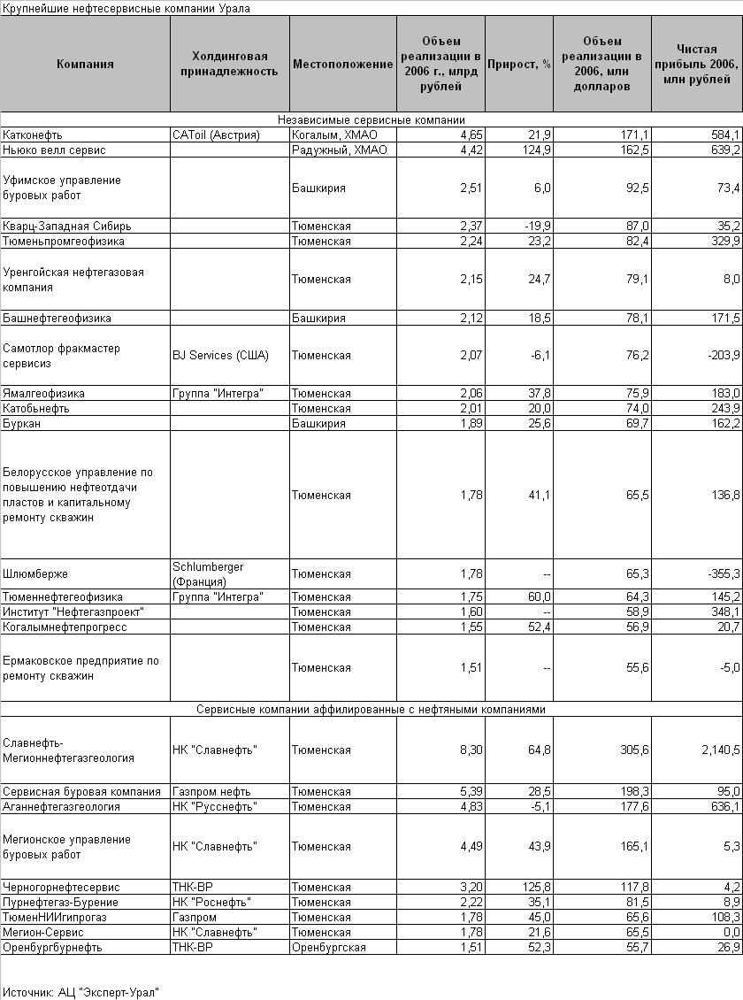 Крупнейшие нефтесервисные компании Урала
Компания Холдинговая принадлежность Местоположение Объем реализации в 2006 г., млрд рублей Прирост, % Объем реализации в 2006, млн долларов Чистая прибыль 2006, млн рублей
Независимые сервисные компании
Катконефть CAToil (Австрия) Когалым, ХМАО 4,65 21,9 171,1 584,1
Ньюко велл сервис Радужный, ХМАО 4,42 124,9 162,5 639,2
Уфимское управление буровых работ Башкирия 2,51 6,0 92,5 73,4
Кварц-Западная Сибирь Тюменская 2,37 -19,9 87,0 35,2
Тюменьпромгеофизика Тюменская 2,24 23,2 82,4 329,9
Уренгойская нефтегазовая компания Тюменская 2,15 24,7 79,1 8,0
Башнефтегеофизика Башкирия 2,12 18,5 78,1 171,5
Самотлор фракмастер сервисиз BJ Services (США) Тюменская 2,07 -6,1 76,2 -203,9
Ямалгеофизика Группа "Интегра" Тюменская 2,06 37,8 75,9 183,0
Катобьнефть Тюменская 2,01 20,0 74,0 243,9
Буркан Башкирия 1,89 25,6 69,7 162,2
Белорусское управление по повышению нефтеотдачи пластов и капитальному ремонту скважин Тюменская 1,78 41,1 65,5 136,8
Шлюмберже Schlumberger (Франция) Тюменская 1,78 -- 65,3 -355,3
Тюменнефтегеофизика Группа "Интегра" Тюменская 1,75 60,0 64,3 145,2
Институт "Нефтегазпроект" Тюменская 1,60 -- 58,9 348,1
Когалымнефтепрогресс Тюменская 1,55 52,4 56,9 20,7
Ермаковское предприятие по ремонту скважин Тюменская 1,51 -- 55,6 -5,0
Сервисные компании аффилированные с нефтяными компаниями
Славнефть-Мегионнефтегазгеология НК "Славнефть" Тюменская 8,30 64,8 305,6 2,140,5
Сервисная буровая компания Газпром нефть Тюменская 5,39 28,5 198,3 95,0
Аганнефтегазгеология НК "Русснефть" Тюменская 4,83 -5,1 177,6 636,1
Мегионское управление буровых работ НК "Славнефть" Тюменская 4,49 43,9 165,1 5,3
Черногорнефтесервис ТНК-ВР Тюменская 3,20 125,8 117,8 4,2
Пурнефтегаз-Бурение НК "Роснефть" Тюменская 2,22 35,1 81,5 8,9
ТюменНИИгипрогаз Газпром Тюменская 1,78 45,0 65,6 108,3
Мегион-Сервис НК "Славнефть" Тюменская 1,78 21,6 65,5 0,0
Оренбургбурнефть ТНК-ВР Оренбургская 1,51 52,3 55,7 26,9
Источник: АЦ "Эксперт-Урал"